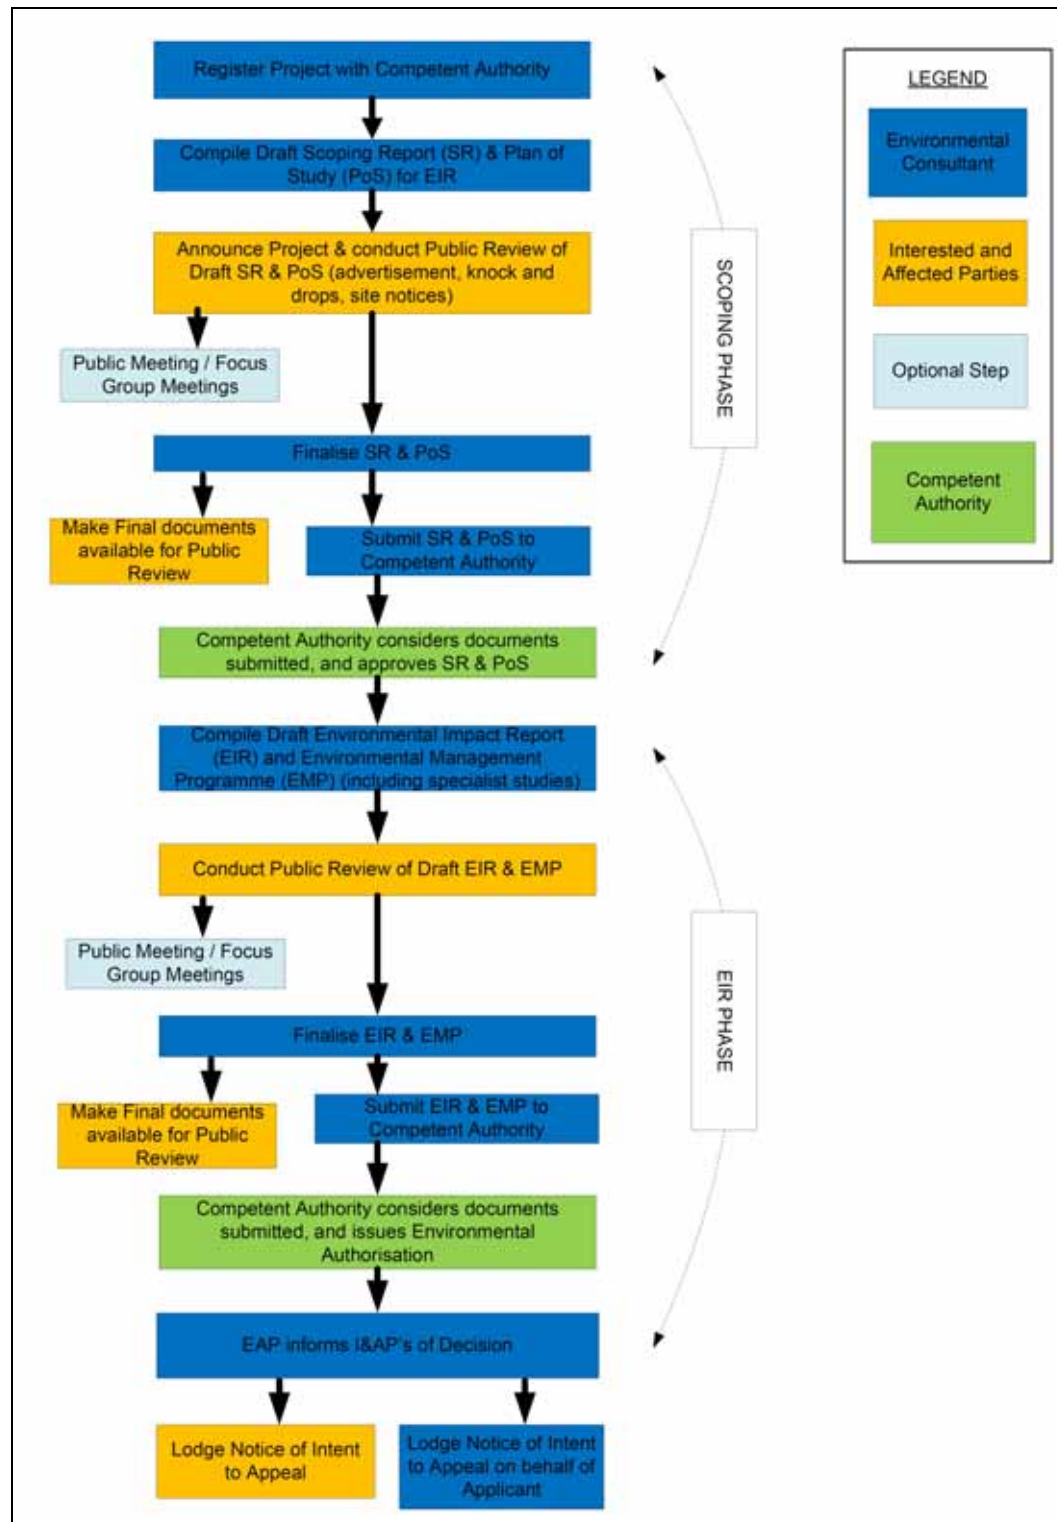 Register Project with Competent Authority
Compile Draft Scoping Report (SR) & Plan of
Study (PoS) for EIR
Announce Project & conduct Public Review of
Draft SR & PoS (advertisement, knock and
drops, site notices)
Public Meeting / Focus
Group Meetings
Finalise SR & PoS
Make Final documents
available for Public
Review
Submit SR & PoS to
Competent Authority
Competent Authority considers documents
submitted, and approves SR & PoS
Compile Draft Environmental Impact Report
(EIR) and Environmental Management
Programme (EMP) (including specialist studies)
Conduct Public Review of Draft EIR & EMP
Public Meeting / Focus
Group Meetings
Finalise EIR & EMP
Make Final documents
available for Public
Review
Submit EIR & EMP to
Competent Authority
Competent Authority considers documents
submitted, and issues Environmental
Authorisation
EAP informs I&AP's of Decision
Lodge Notice of Intent
to Appeal
Lodge Notice of Intent
to Appeal on behalf of
Applicant
SCOPING PHASE
EIR PHASE
LEGEND
Environmental
Consultant
Interested and
Affected Parties
Optional Step
Competent
Authority